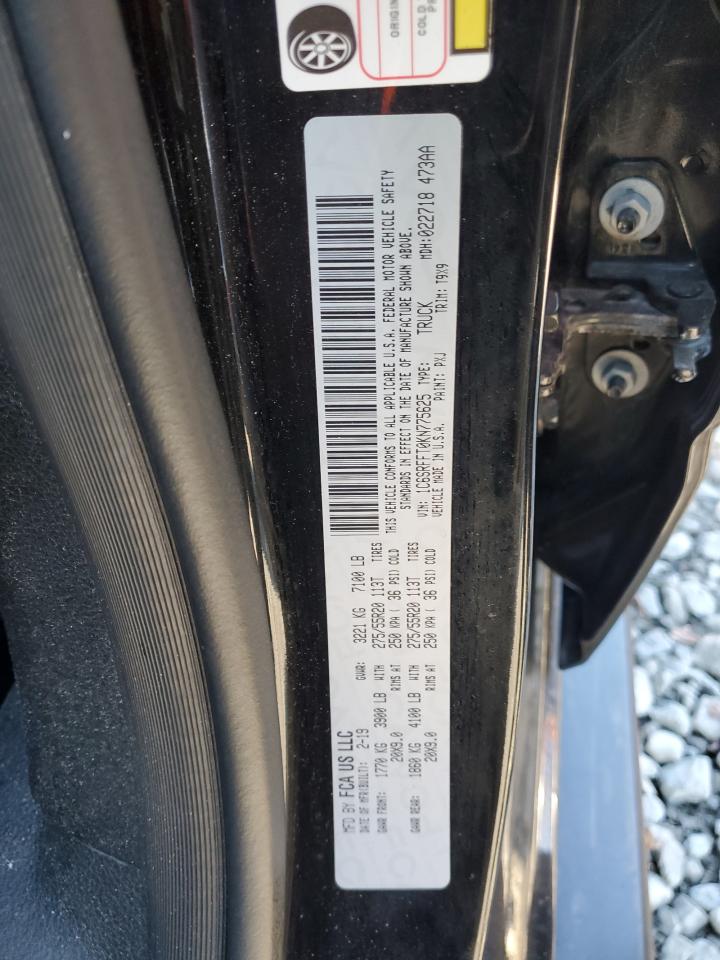 ORIGIN
COLD
MFD BY FCA US LLC
DATE OF MFR(BUILT): 2-19 GVWR: 3221 KG 7100 LB
GAWR FRONT: 1770 KG 3900 LB WITH 275/55R20 113T TIRES
20X9.0 RIMS AT 250 KPA ( 36 PSI) COLD
GAWR REAR: 1860 KG 4100 LB WITH 275/55R20 113T TIRES
20X9.0 RIMS AT 250 KPA ( 36 PSI) COLD
THIS VEHICLE CONFORMS TO ALL APPLICABLE U.S.A. FEDERAL MOTOR VEHICLE SAFETY
STANDARDS IN EFFECT ON THE DATE OF MANUFACTURE SHOWN ABOVE.
VIN: 1C6SRFFT0KN775625 TYPE: TRUCK MDH:022718 473AA
VEHICLE MADE IN U.S.A. PAINT: PXJ TRIM: T9X9